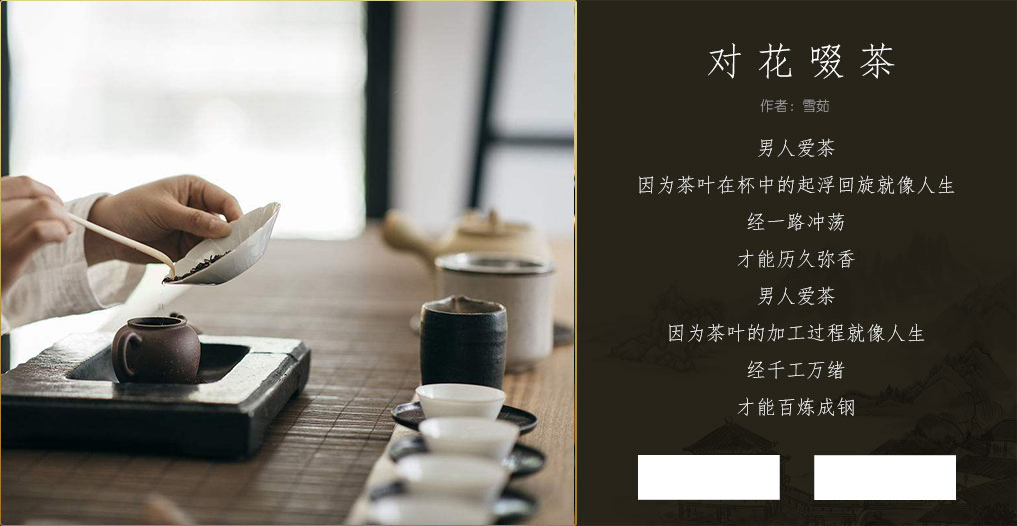 对花啜茶
作者：雪茹
男人爱茶
因为茶叶在杯中的起浮回旋就像人生
经一路冲荡
才能历久弥香
男人爱茶
因为茶叶的加工过程就像人生
经千工万绪
才能百炼成钢